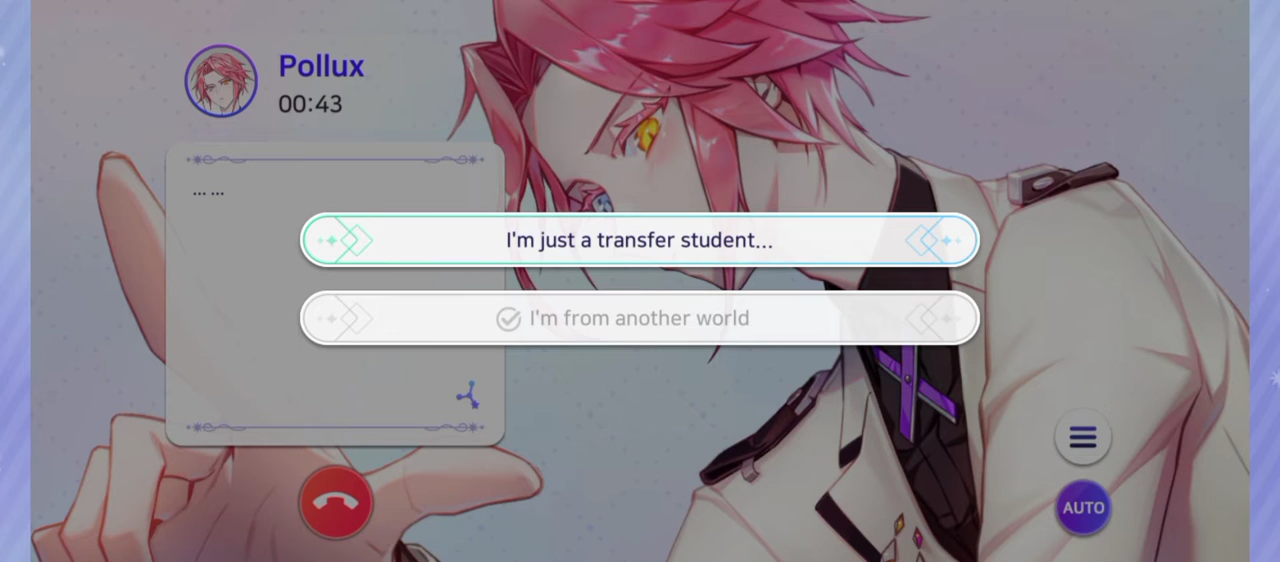 Pollux
00:43
... ...
I'm just a transfer student...
I'm from another world
AUTO